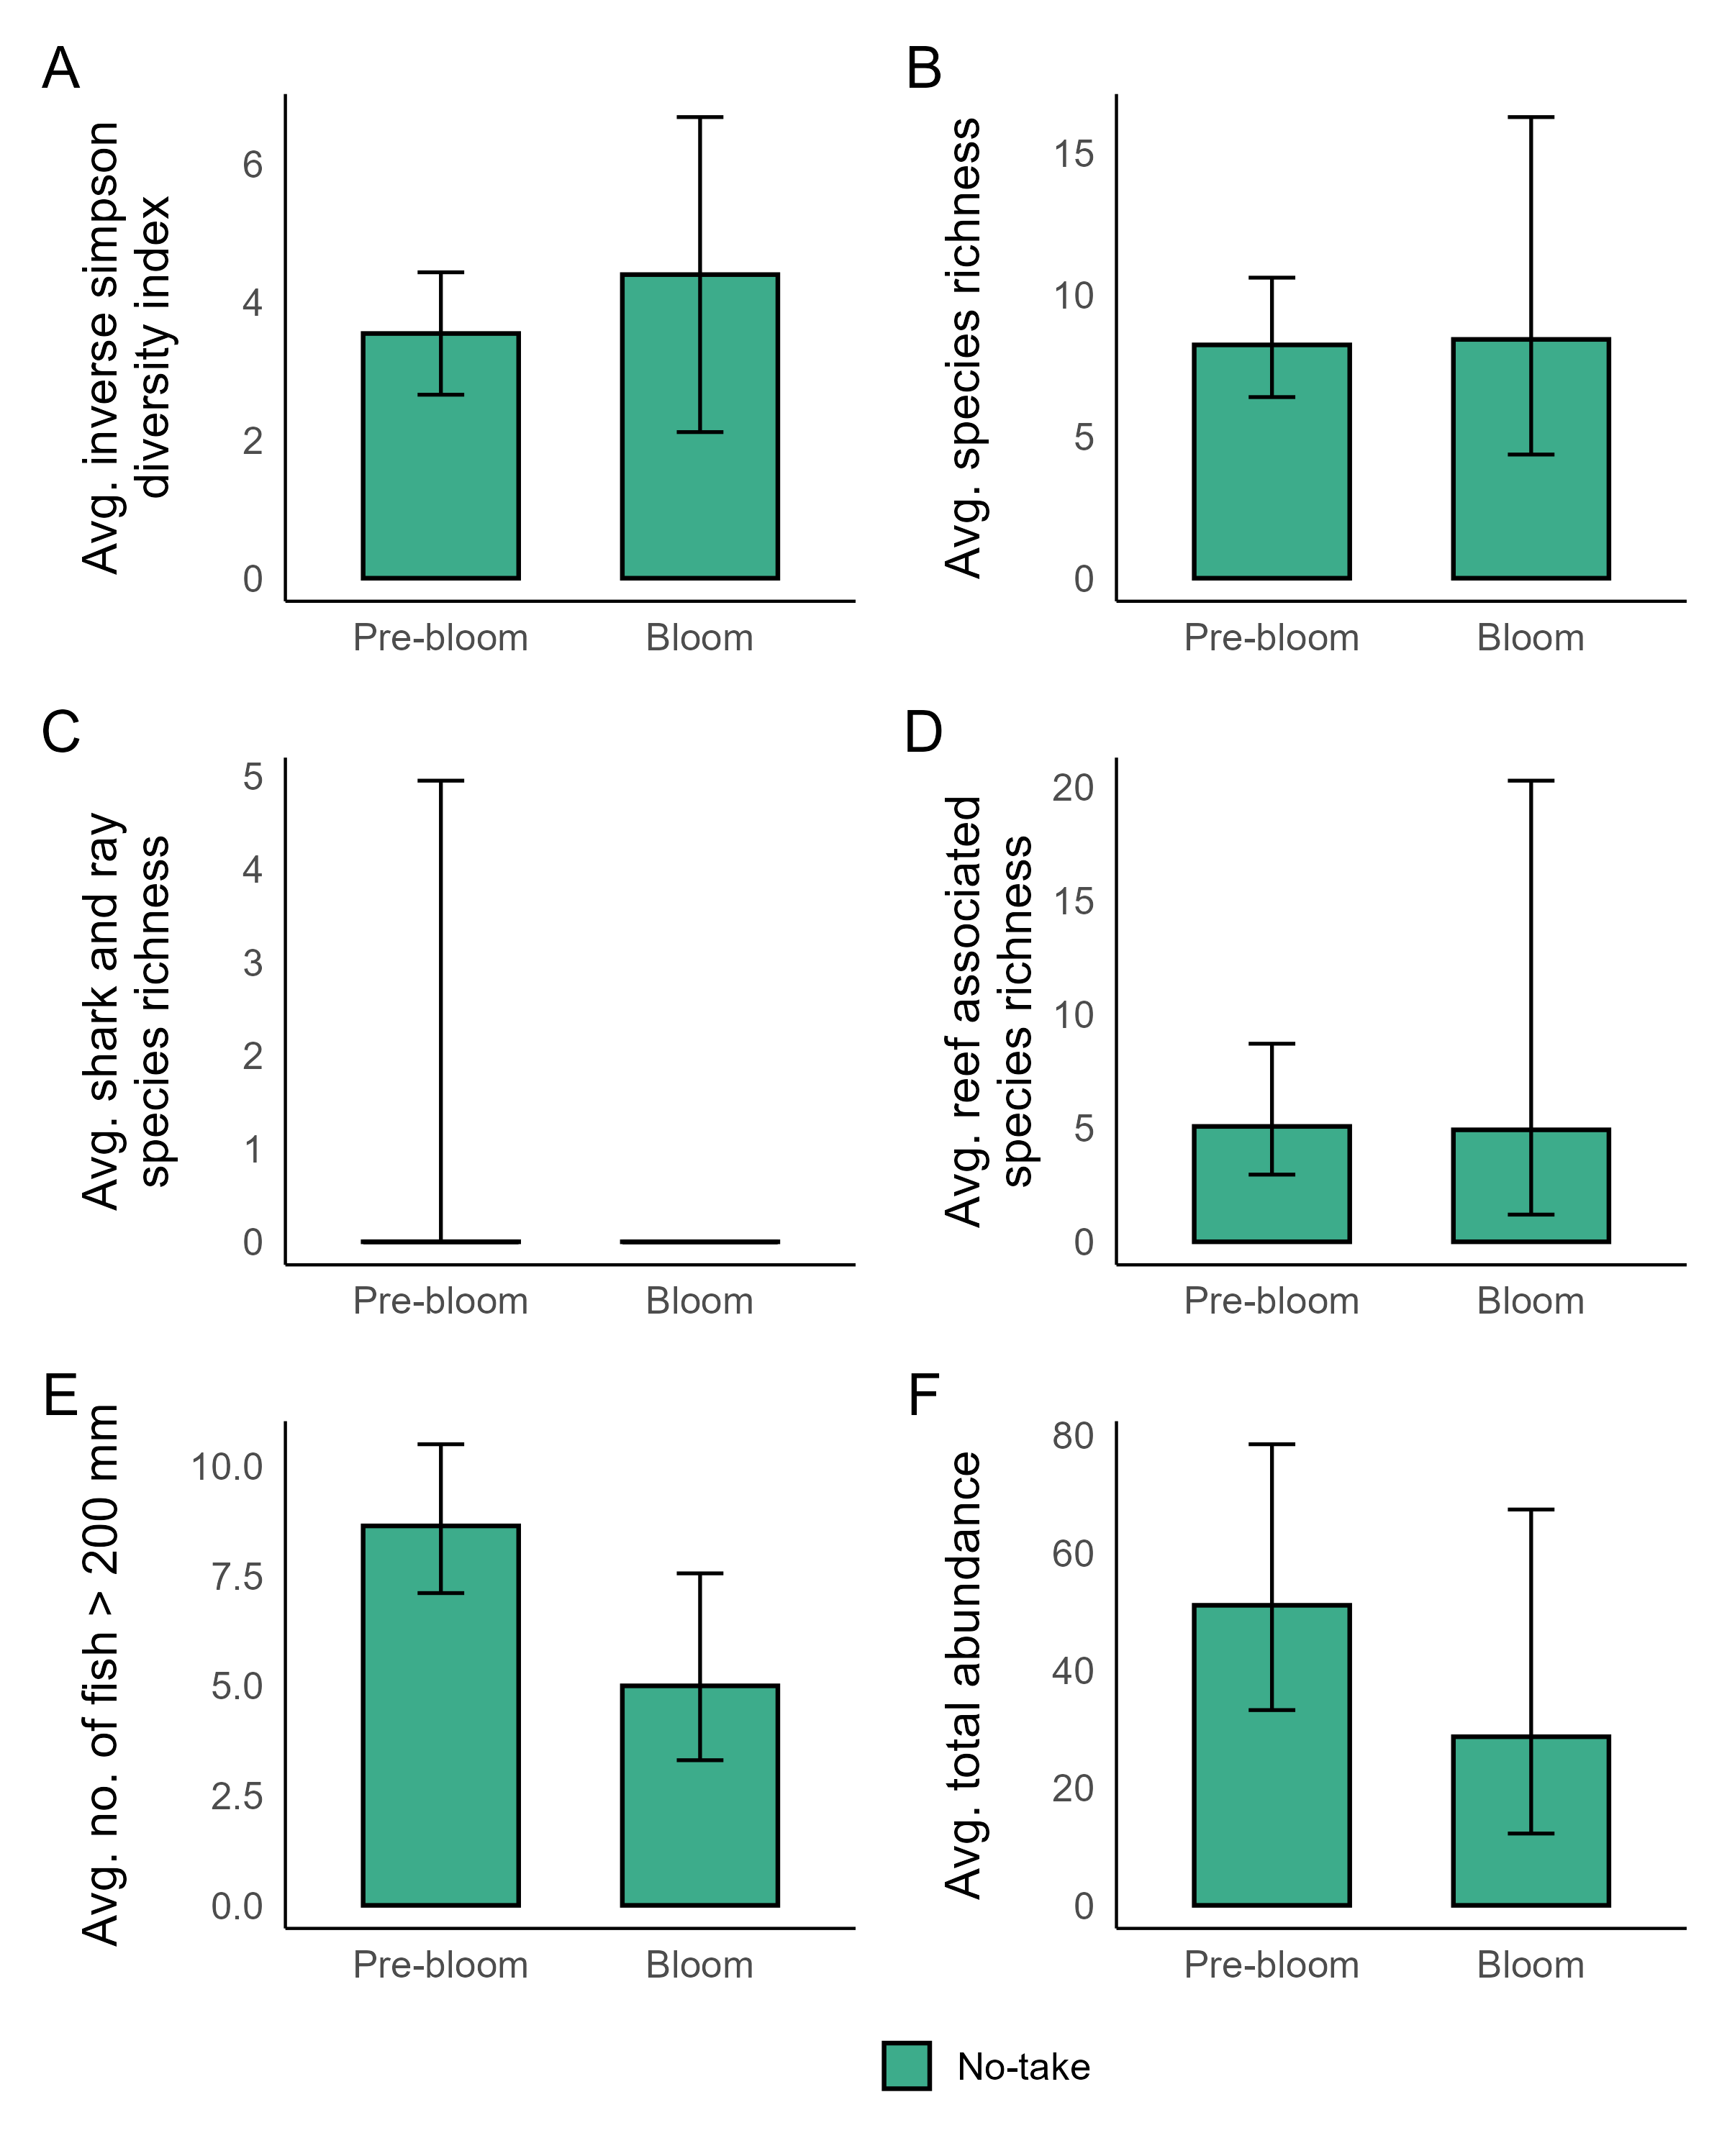 A
Avg. inverse simpson
diversity index
6
4
2
0
Pre-bloom
Bloom
B
Avg. species richness
15
10
5
0
Pre-bloom
Bloom
C
Avg. shark and ray
species richness
5
4
3
2
1
0
Pre-bloom
Bloom
D
Avg. reef associated
species richness
20
15
10
5
0
Pre-bloom
Bloom
E
Avg. no. of fish > 200 mm
10.0
7.5
5.0
2.5
0.0
Pre-bloom
Bloom
F
Avg. total abundance
80
60
40
20
0
Pre-bloom
Bloom
No-take